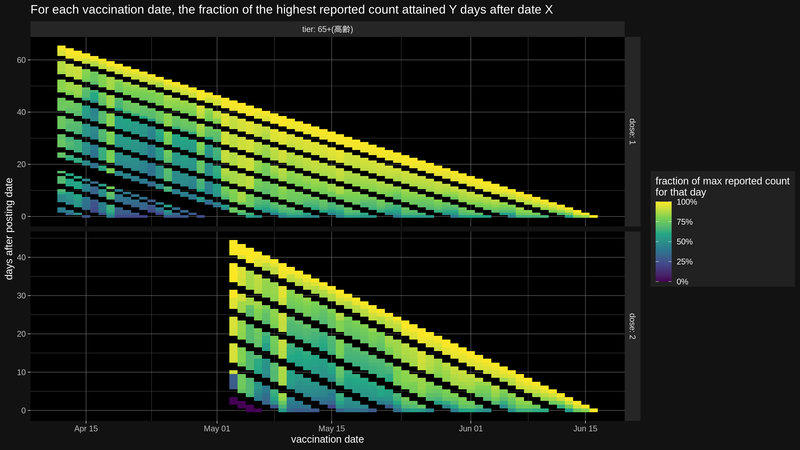 For each vaccination date, the fraction of the highest reported count attained Y days after date X
tier: 65+(高齢)
60
40
20
0
dose: 1
40
30
20
10
0
dose: 2
days after posting date
Apr 15
May 01
May 15
Jun 01
Jun 15
vaccination date
fraction of max reported count
for that day
100%
75%
50%
25%
0%